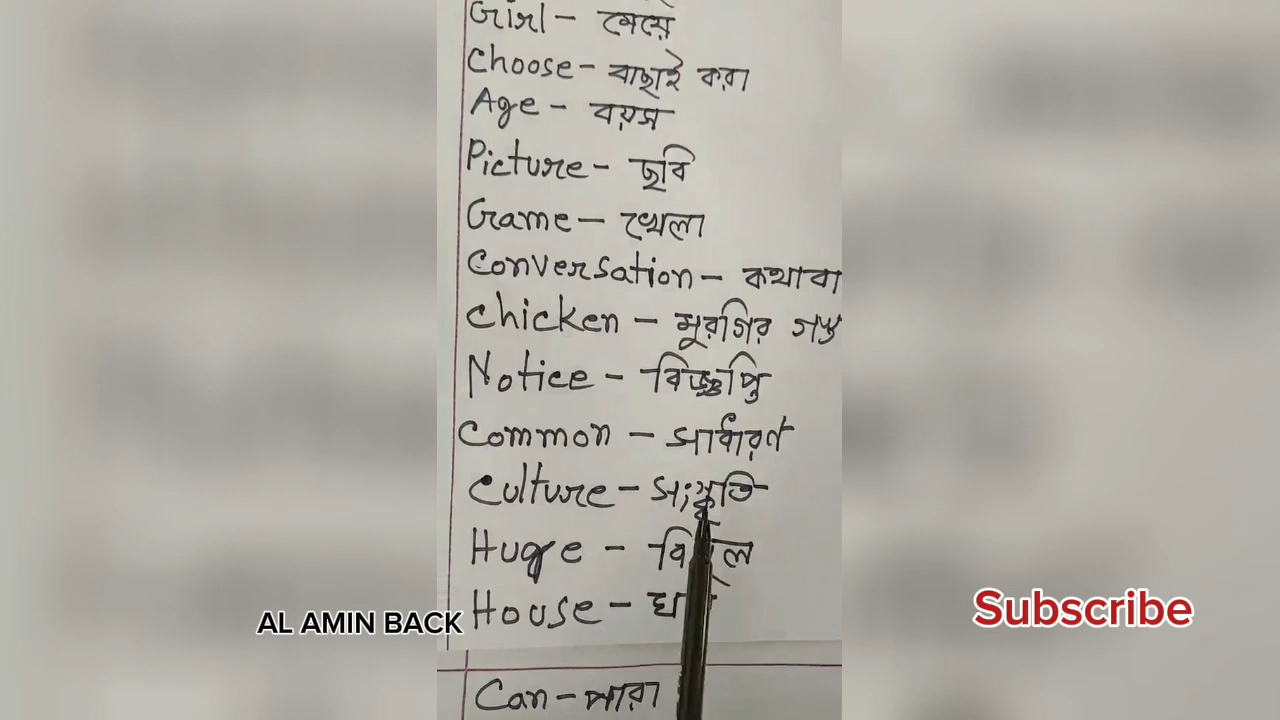 Girl - মেয়ে
Choose - বাছাই করা
Age - বয়স
Picture - ছবি
Game - খেলা
Conversation - কথাবা
Chicken - মুরগির গস্ত
Notice - বিজ্ঞপ্তি
Common - সাধারণ
Culture - সংস্কৃতি
Huge -
House -
Can - পারা
AL AMIN BACK
Subscribe